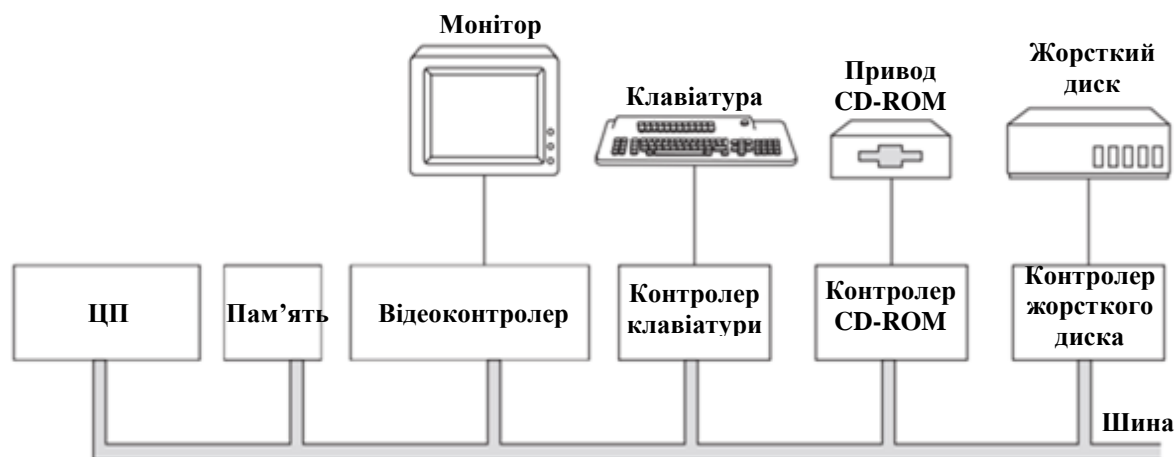 Монітор
Клавіатура
Привод
CD-ROM
Жорсткий
диск
ЦП
Пам’ять
Відеоконтролер
Контролер
клавіатури
Контролер
CD-ROM
Контролер
жорсткого
диска
Шина